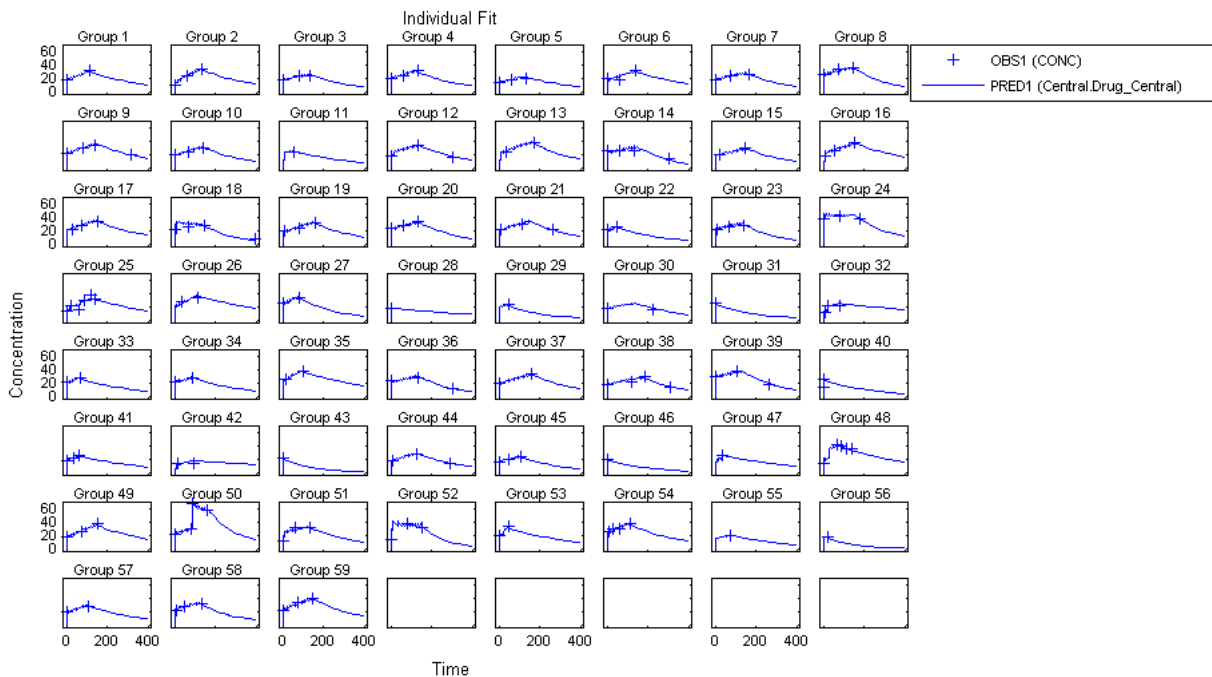 Individual Fit
Group 1 Group 2 Group 3 Group 4 Group 5 Group 6 Group 7 Group 8
60
40
20
0
OBS1 (CONC)
PRED1 (Central.Drug_Central)
Group 9 Group 10 Group 11 Group 12 Group 13 Group 14 Group 15 Group 16
Group 17 Group 18 Group 19 Group 20 Group 21 Group 22 Group 23 Group 24
60
40
20
0
Group 25 Group 26 Group 27 Group 28 Group 29 Group 30 Group 31 Group 32
Concentration
Group 33 Group 34 Group 35 Group 36 Group 37 Group 38 Group 39 Group 40
60
40
20
0
Group 41 Group 42 Group 43 Group 44 Group 45 Group 46 Group 47 Group 48
Group 49 Group 50 Group 51 Group 52 Group 53 Group 54 Group 55 Group 56
60
40
20
0
Group 57 Group 58 Group 59
0 200 400 0 200 400 0 200 400 0 200 400
Time